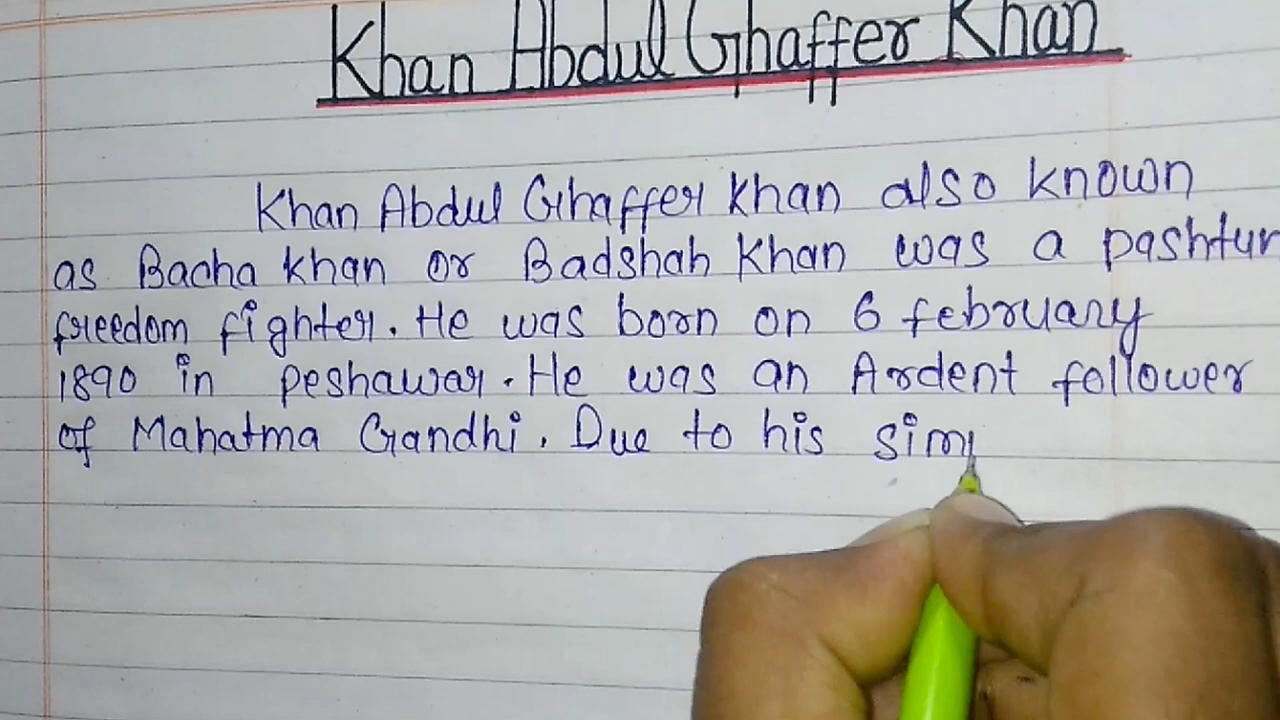 Khan Abdul Ghaffer Khan
Khan Abdul Ghaffer Khan also known
as Bacha Khan or Badshah Khan was a pashtun
freedom fighter. He was born on 6 february
1890 in peshawar. He was an Ardent follower
of Mahatma Gandhi. Due to his sim